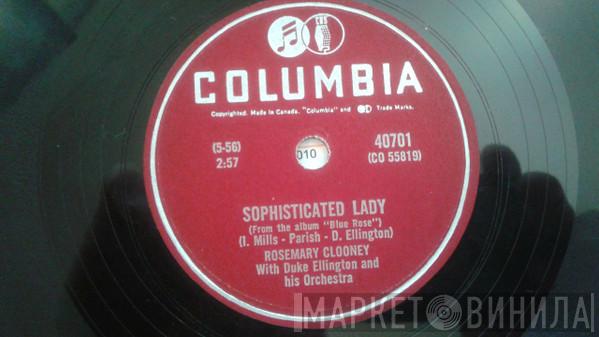 CBS
COLUMBIA
Copyrighted. Made in Canada. "Columbia" and Trade Marks.
(5-56)
2:57
010
40701
(CO 55819)
SOPHISTICATED LADY
(From the album "Blue Rose")
(I. Mills - Parish - D. Ellington)
ROSEMARY CLOONEY
With Duke Ellington and
his Orchestra
МАРКЕТ ВИНИЛА